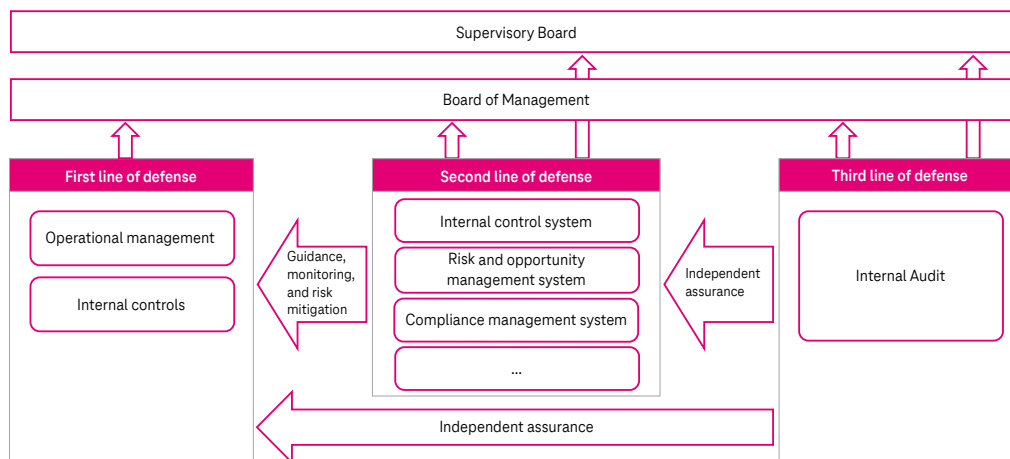 Supervisory Board
Board of Management
First line of defense
Operational management
Internal controls
Guidance,
monitoring,
and risk
mitigation
Second line of defense
Internal control system
Risk and opportunity
management system
Compliance management system
...
Independent
assurance
Third line of defense
Internal Audit
Independent assurance